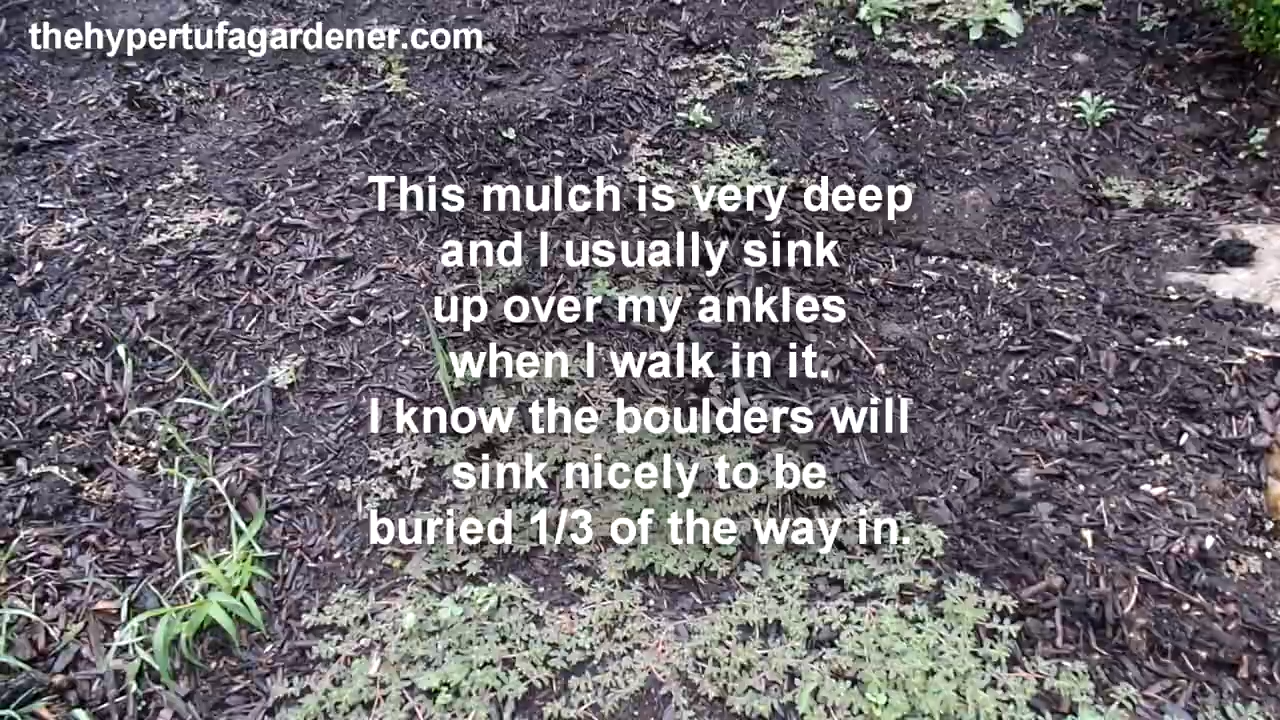 thehypertufagardener.com
This mulch is very deep
and I usually sink
up over my ankles
when I walk in it.
I know the boulders will
sink nicely to be
buried 1/3 of the way in.